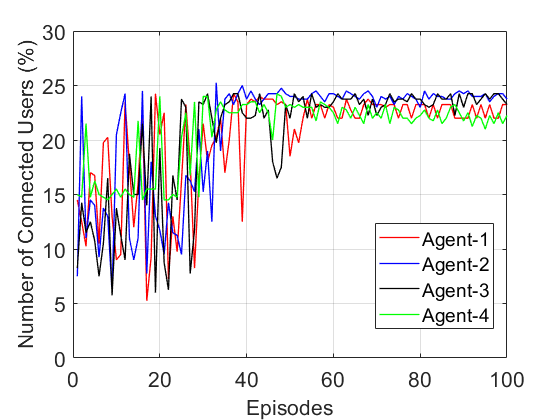 Number of Connected Users (%)
30
25
20
15
10
5
0
0 20 40 60 80 100
Episodes
Agent-1
Agent-2
Agent-3
Agent-4